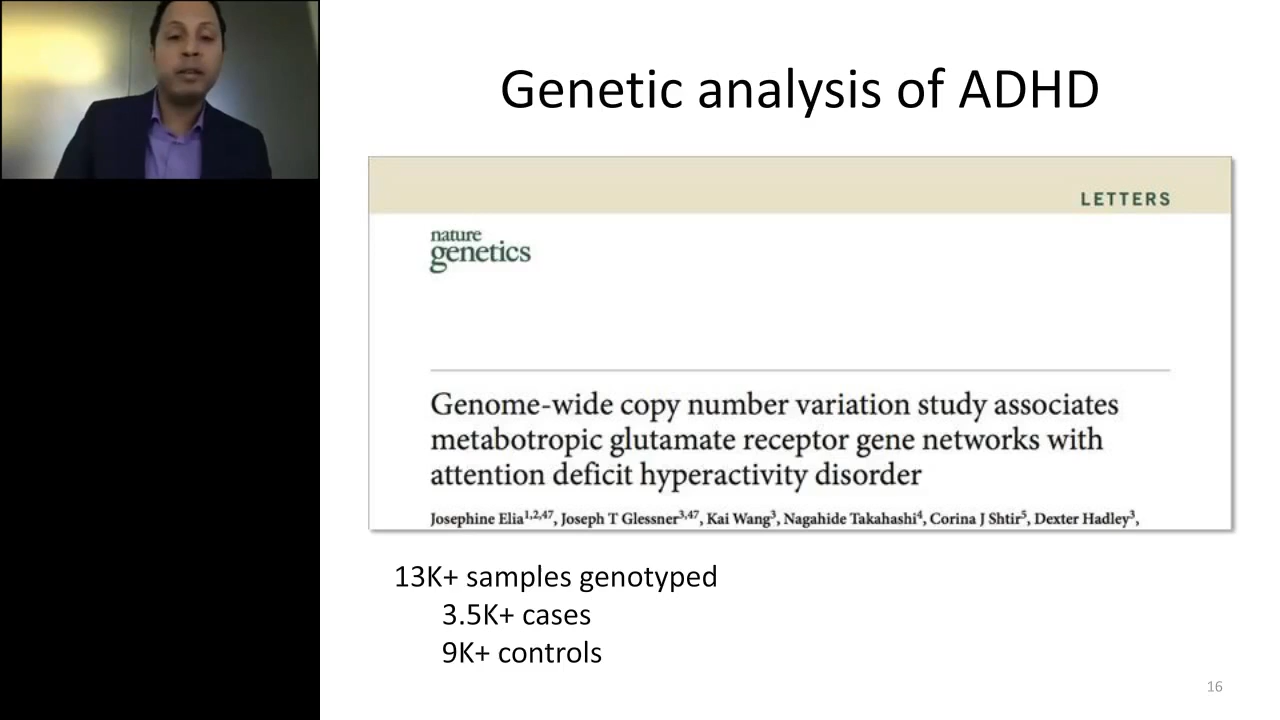 Genetic analysis of ADHD
LETTERS
nature
genetics
Genome-wide copy number variation study associates
metabotropic glutamate receptor gene networks with
attention deficit hyperactivity disorder
Josephine Elia1,2,47, Joseph T Glessner3,47, Kai Wang3, Nagahide Takahashi4, Corina J Shtir5, Dexter Hadley3,
13K+ samples genotyped
3.5K+ cases
9K+ controls
16